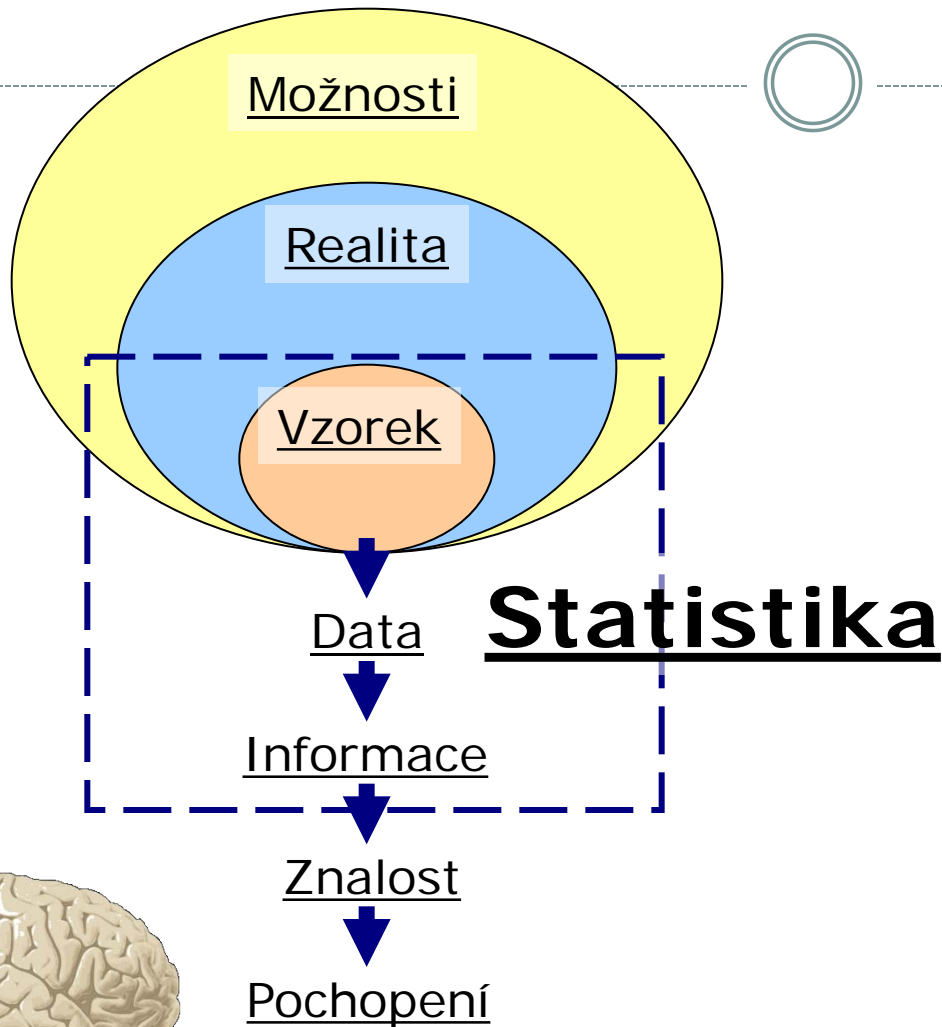 Možnosti
Realita
Vzorek
Data
Statistika
Informace
Znalost
Pochopení